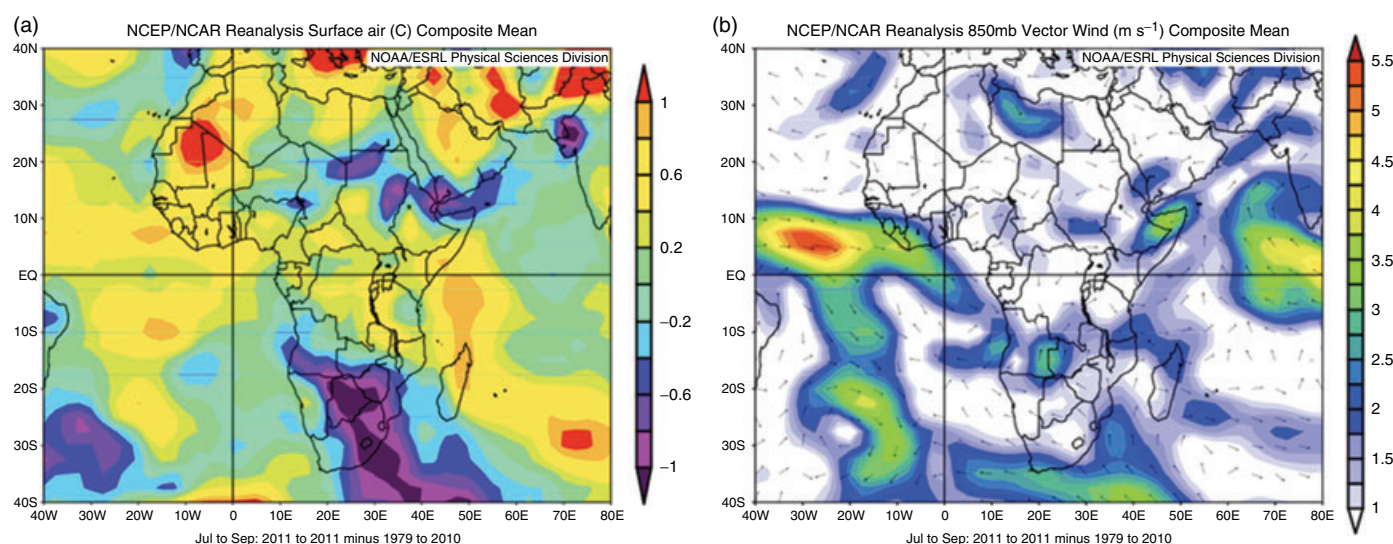 (a)
NCEP/NCAR Reanalysis Surface air (C) Composite Mean
NOAA/ESRL Physical Sciences Division
40N
30N
20N
10N
EQ
10S
20S
30S
40S
40W 30W 20W 10W 0 10E 20E 30E 40E 50E 60E 70E 80E
Jul to Sep: 2011 to 2011 minus 1979 to 2010
1
0.6
0.2
−0.2
−0.6
−1
(b)
NCEP/NCAR Reanalysis 850mb Vector Wind (m s⁻¹) Composite Mean
NOAA/ESRL Physical Sciences Division
40N
30N
20N
10N
EQ
10S
20S
30S
40S
40W 30W 20W 10W 0 10E 20E 30E 40E 50E 60E 70E 80E
Jul to Sep: 2011 to 2011 minus 1979 to 2010
5.5
5
4.5
4
3.5
3
2.5
2
1.5
1